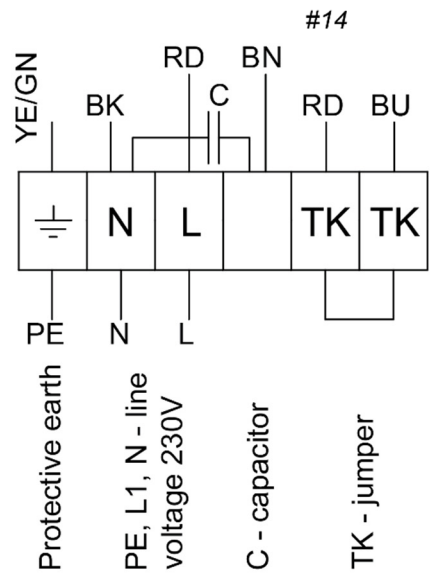 #14
RD BN
YE/GN BK C RD BU
N L TK TK
PE N L
Protective earth
PE, L1, N - line
voltage 230V
C - capacitor
TK - jumper